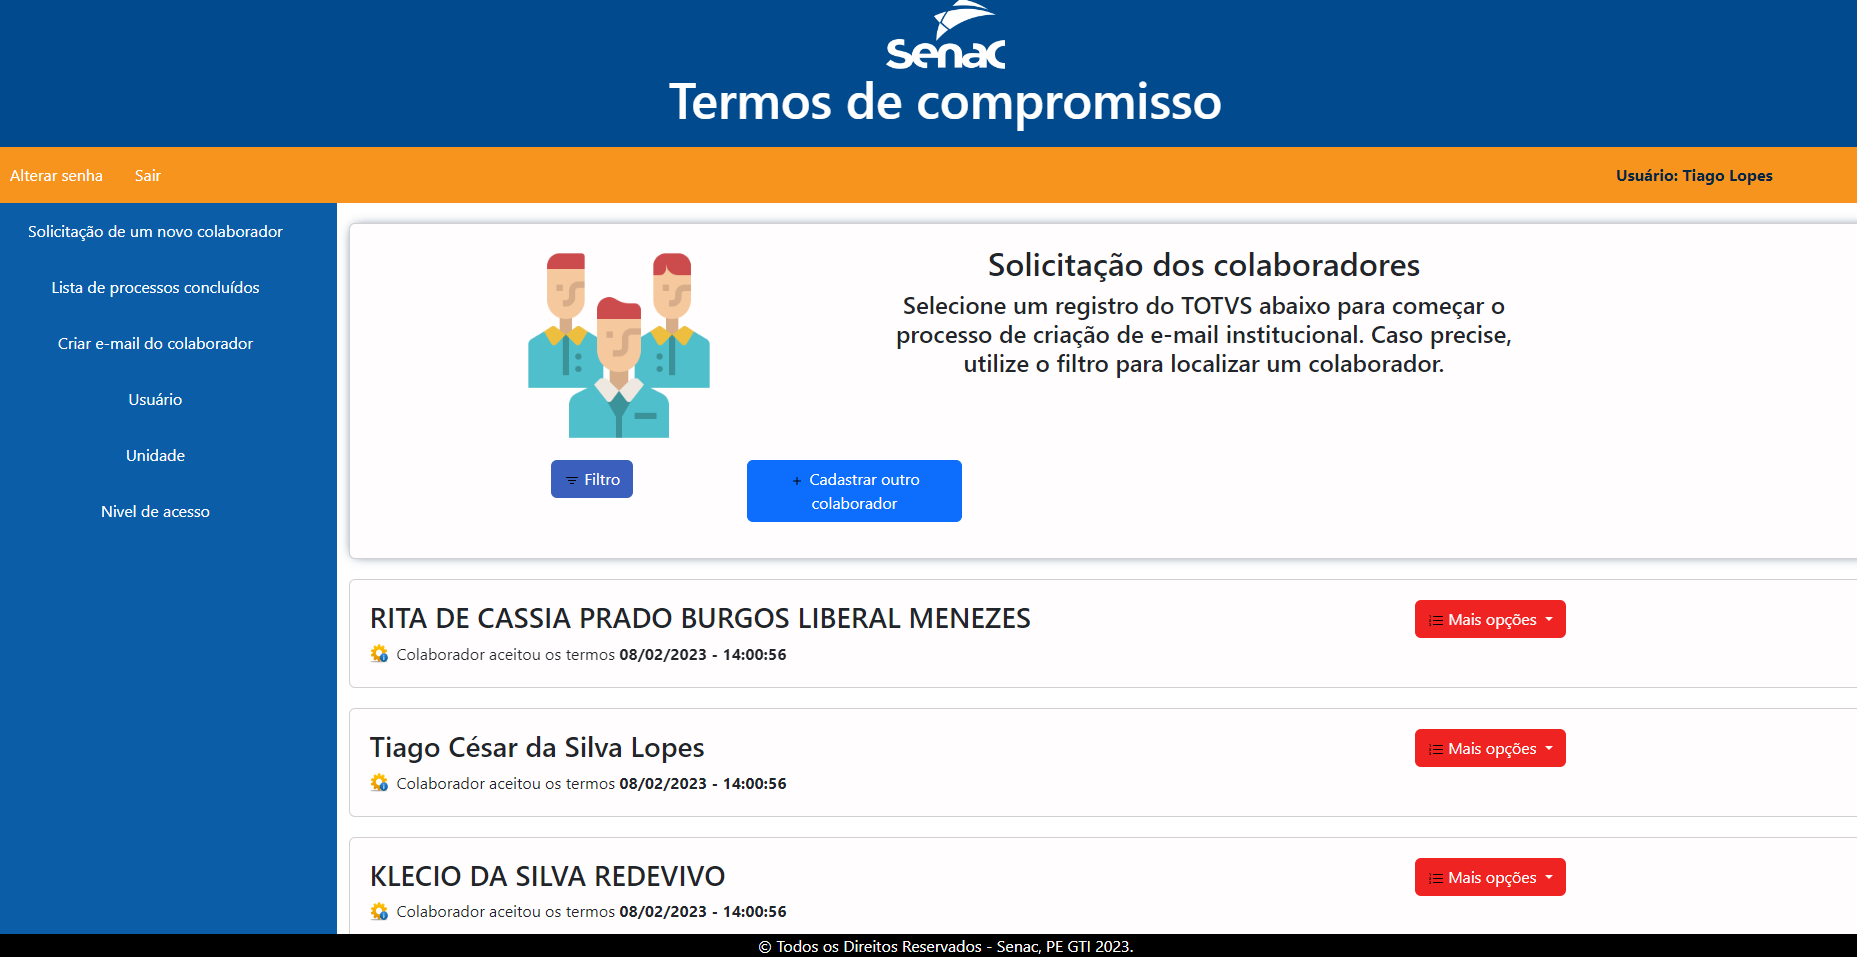 Senac
Termos de compromisso
Alterar senha
Sair
Usuário: Tiago Lopes
Solicitação de um novo colaborador
Lista de processos concluídos
Criar e-mail do colaborador
Usuário
Unidade
Nivel de acesso
Solicitação dos colaboradores
Selecione um registro do TOTVS abaixo para começar o
processo de criação de e-mail institucional. Caso precise,
utilize o filtro para localizar um colaborador.
Filtro
+ Cadastrar outro
colaborador
RITA DE CASSIA PRADO BURGOS LIBERAL MENEZES
Mais opções
Colaborador aceitou os termos 08/02/2023 - 14:00:56
Tiago César da Silva Lopes
Mais opções
Colaborador aceitou os termos 08/02/2023 - 14:00:56
KLECIO DA SILVA REDEVIVO
Mais opções
Colaborador aceitou os termos 08/02/2023 - 14:00:56
© Todos os Direitos Reservados - Senac, PE GTI 2023.